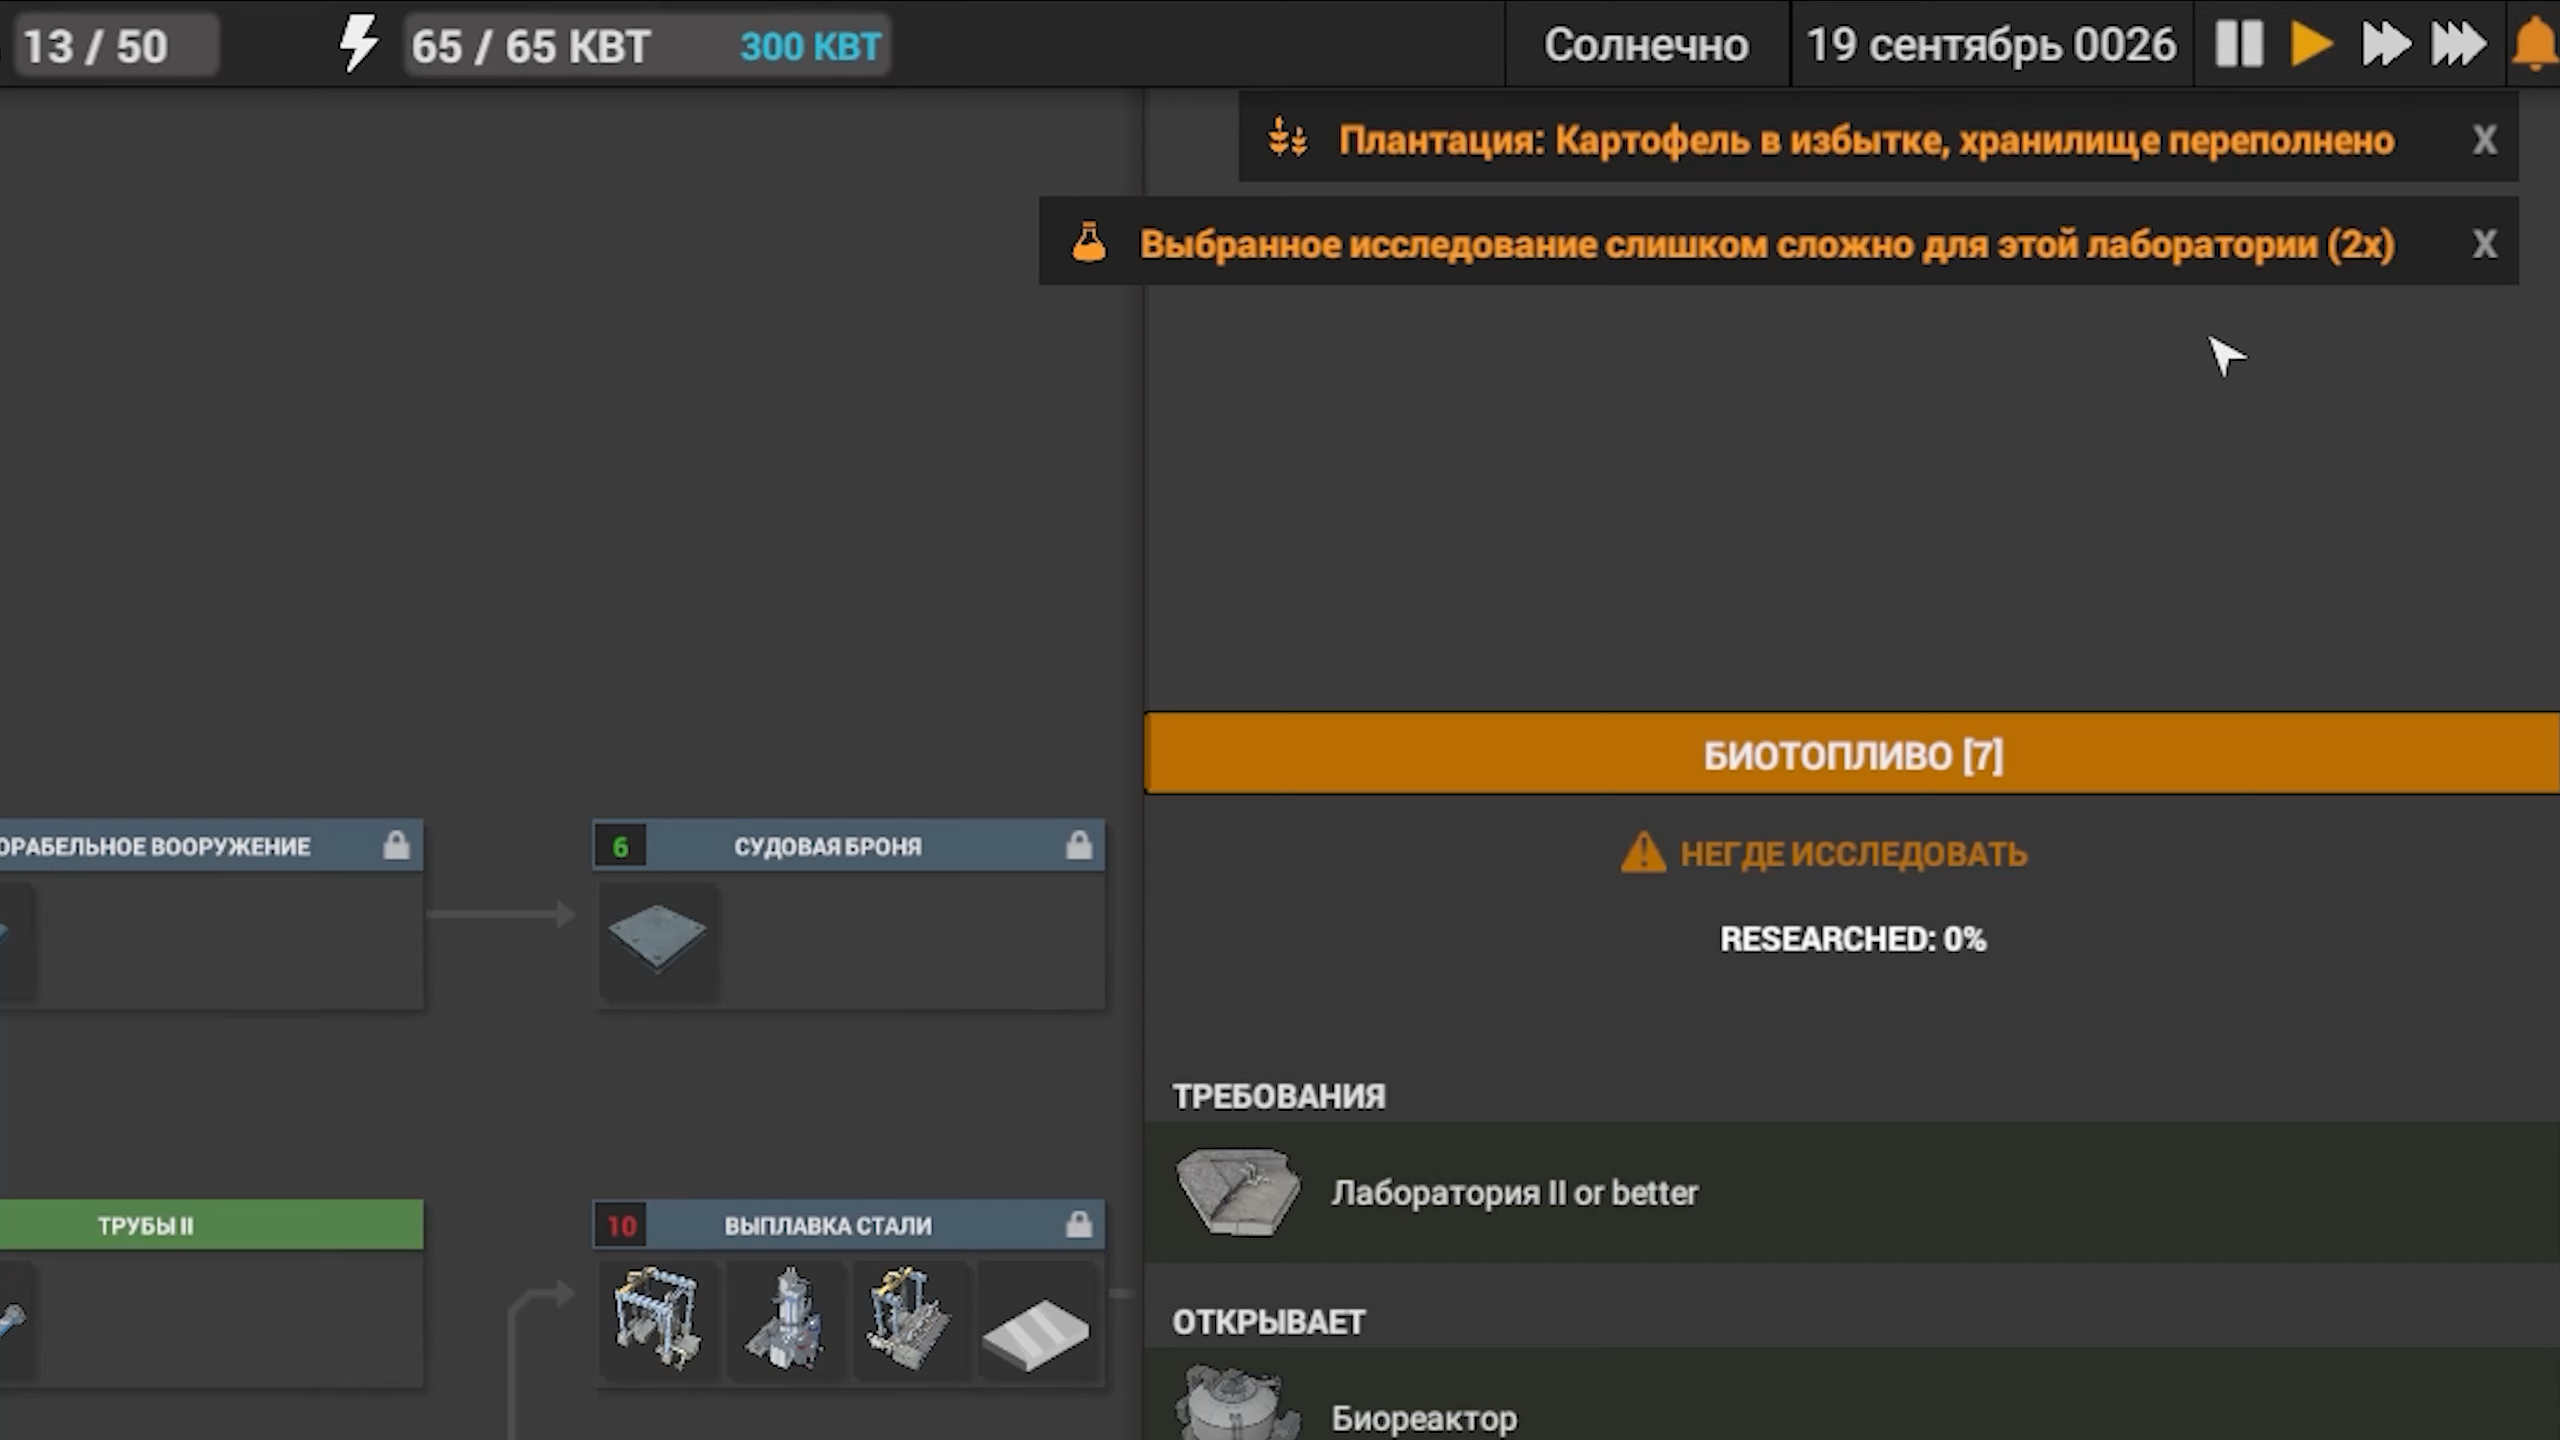 13 / 50
65 / 65 КВТ 300 КВТ
Солнечно
19 сентябрь 0026
Плантация: Картофель в избытке, хранилище переполнено X
Выбранное исследование слишком сложно для этой лаборатории (2x) X
БИОТОПЛИВО [7]
НЕГДЕ ИССЛЕДОВАТЬ
RESEARCHED: 0%
ОРАБЕЛЬНОЕ ВООРУЖЕНИЕ
6 СУДОВАЯ БРОНЯ
ТРУБЫ II
10 ВЫПЛАВКА СТАЛИ
ТРЕБОВАНИЯ
Лаборатория II or better
ОТКРЫВАЕТ
Биореактор